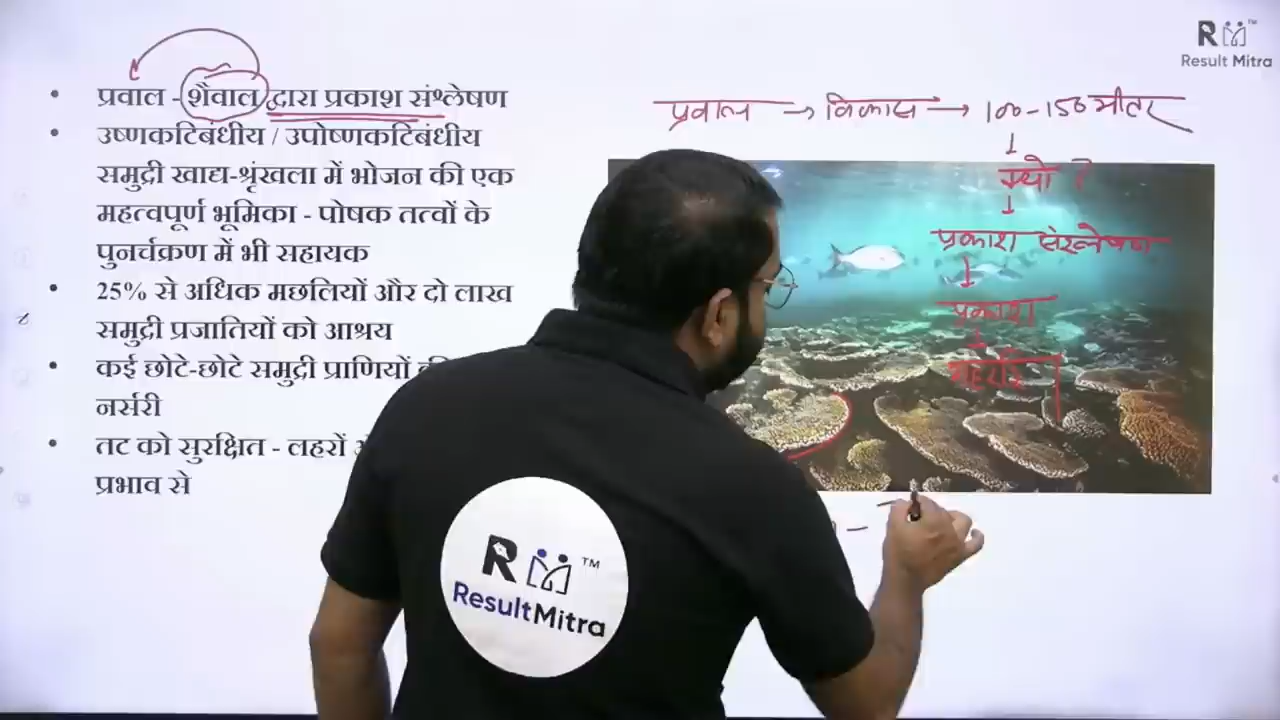 RM™
Result Mitra
प्रवाल - शैवाल द्वारा प्रकाश संश्लेषण
उष्णकटिबंधीय / उपोष्णकटिबंधीय
समुद्री खाद्य-श्रृंखला में भोजन की एक
महत्वपूर्ण भूमिका - पोषक तत्वों के
पुनर्चक्रण में भी सहायक
25% से अधिक मछलियों और दो लाख
समुद्री प्रजातियों को आश्रय
कई छोटे-छोटे समुद्री प्राणियों
नर्सरी
तट को सुरक्षित - लहरों
प्रभाव से
प्रवाल → विकास → 100-150 मीटर
↓
क्यों ?
↓
प्रकाश संश्लेषण
↓
प्रकाश
↓
गहराई
RM™
ResultMitra